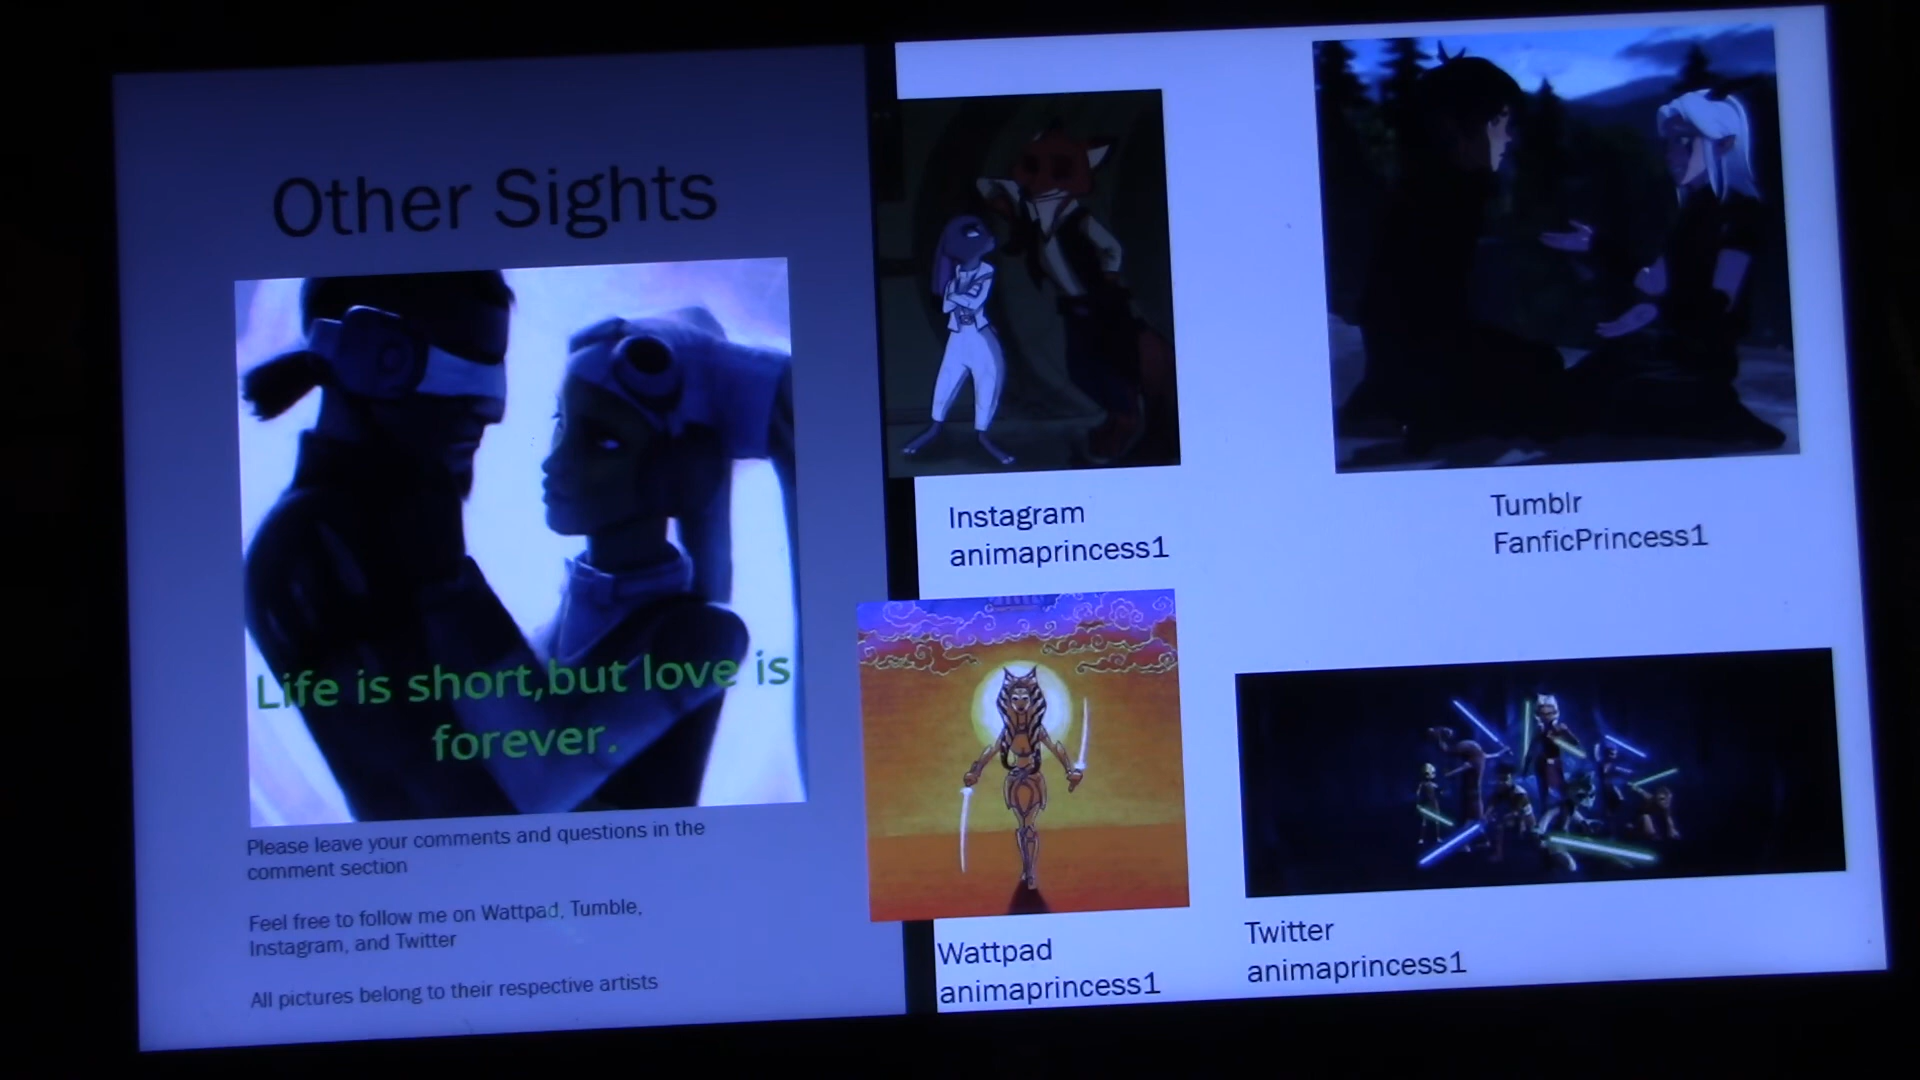 Other Sights
Life is short,but love is
forever.
Please leave your comments and questions in the
comment section
Feel free to follow me on Wattpad, Tumble,
Instagram, and Twitter
All pictures belong to their respective artists
Instagram
animaprincess1
Tumblr
FanficPrincess1
Wattpad
animaprincess1
Twitter
animaprincess1